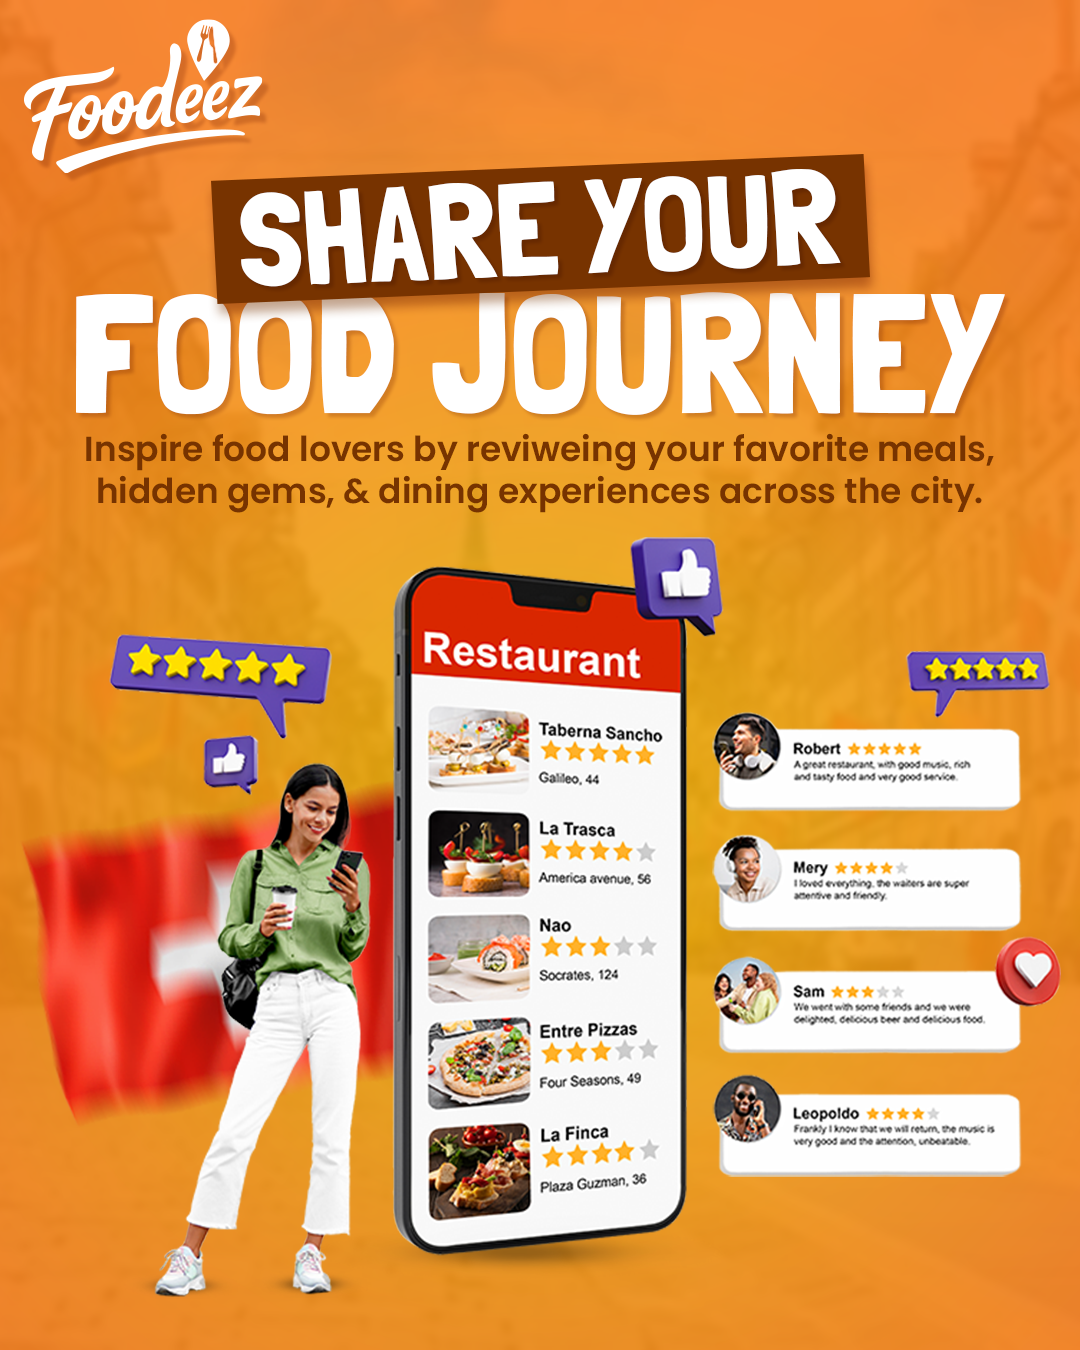 Foodeez
SHARE YOUR
FOOD JOURNEY
Inspire food lovers by reviweing your favorite meals,
hidden gems, & dining experiences across the city.
Restaurant
Taberna Sancho
Galileo, 44
La Trasca
America avenue, 56
Nao
Socrates, 124
Entre Pizzas
Four Seasons, 49
La Finca
Plaza Guzman, 36
Robert
A great restaurant, with good music, rich
and tasty food and very good service.
Mery
I loved everything, the waiters are super
attentive and friendly.
Sam
We went with some friends and we were
delighted, delicious beer and delicious food.
Leopoldo
Frankly I know that we will return, the music is
very good and the attention, unbeatable.